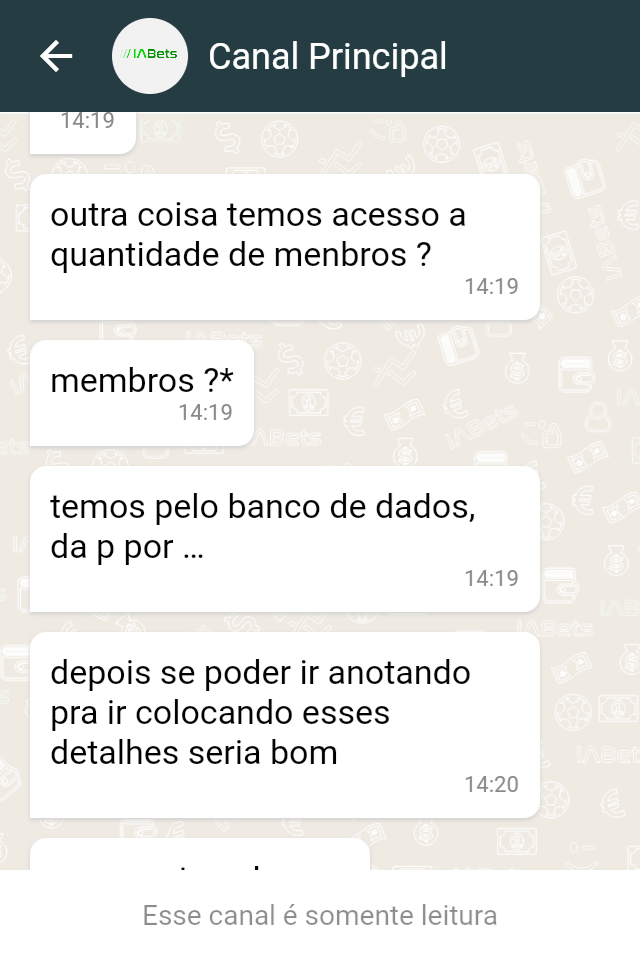 //IABets
Canal Principal
14:19
outra coisa temos acesso a
quantidade de menbros ?
14:19
membros ?*
14:19
temos pelo banco de dados,
da p por ...
14:19
depois se poder ir anotando
pra ir colocando esses
detalhes seria bom
14:20
Esse canal é somente leitura